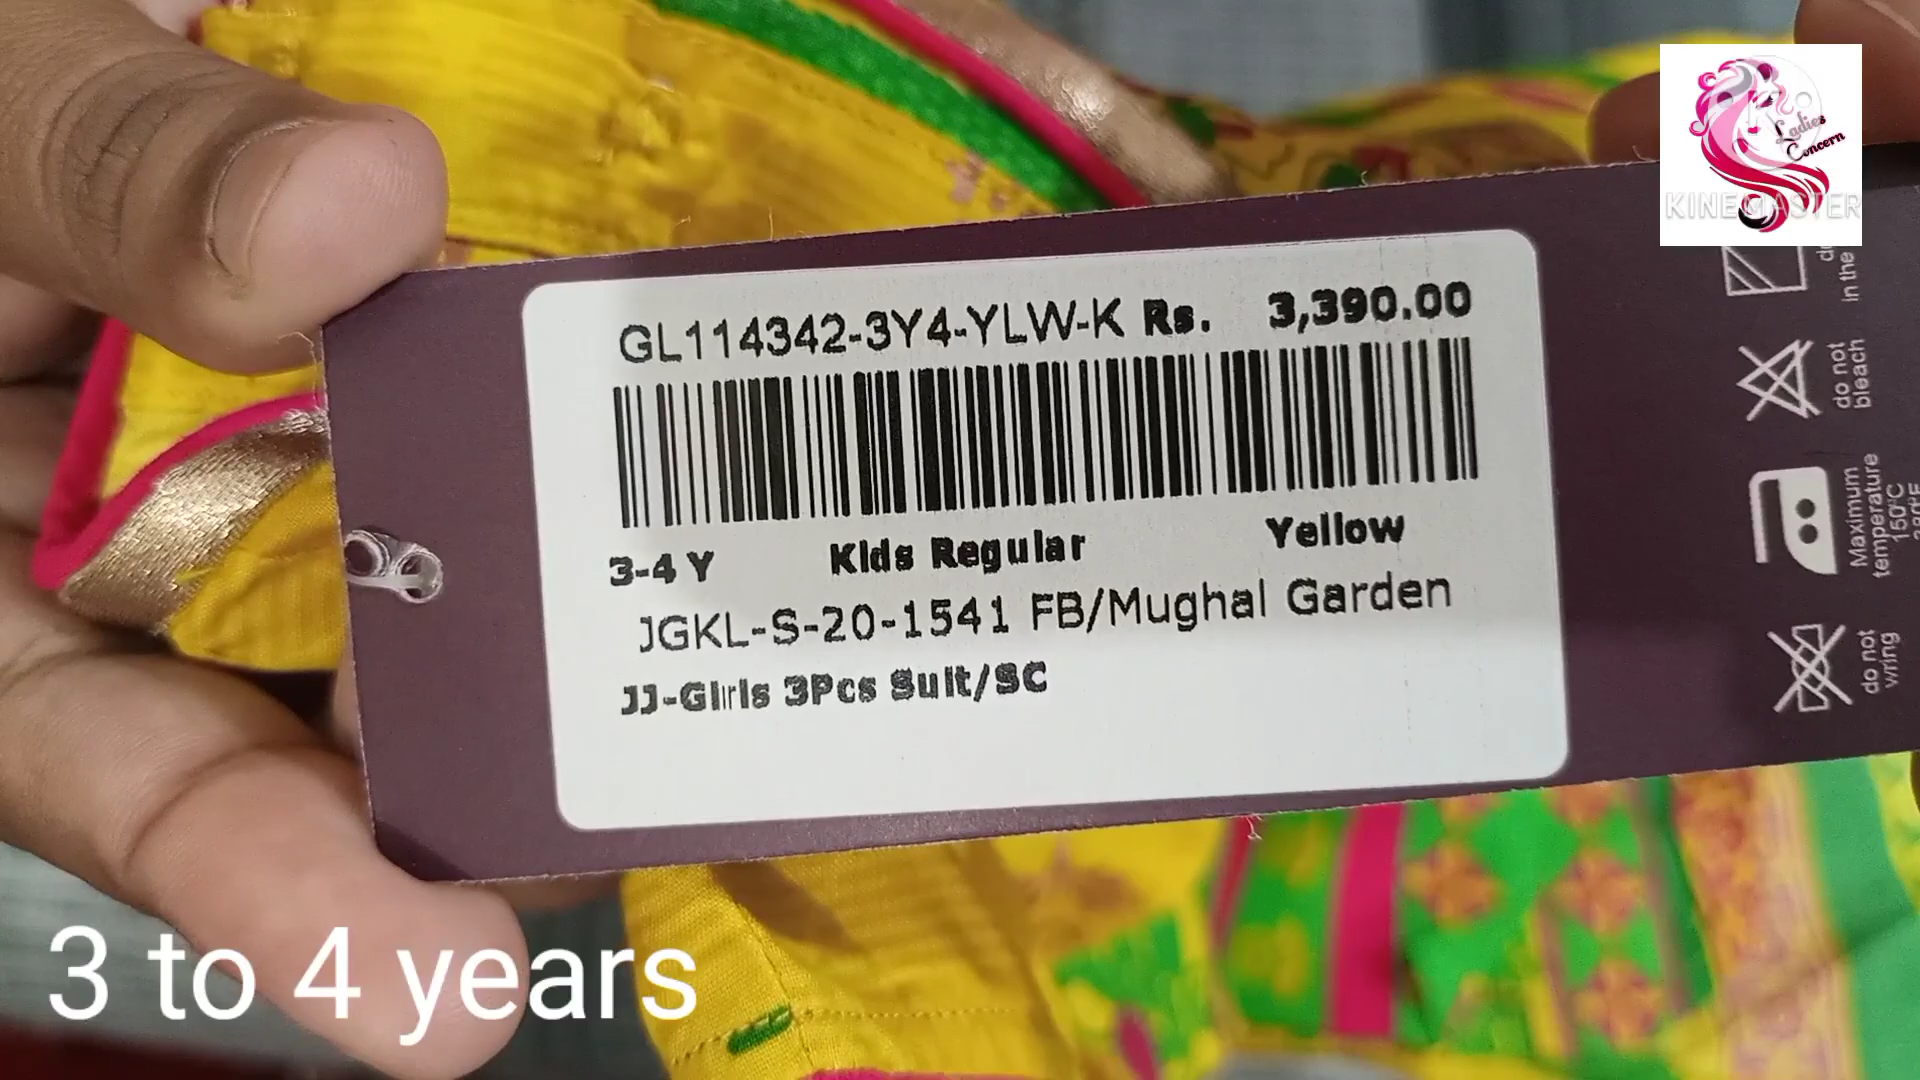 Ladies
Concern
KINEMASTER
GL114342-3Y4-YLW-K Rs. 3,390.00
3-4 Y Kids Regular Yellow
JGKL-S-20-1541 FB/Mughal Garden
JJ-Girls 3Pcs Suit/SC
in the
do not
bleach
Maximum
temperature
150°C
do not
wring
3 to 4 years